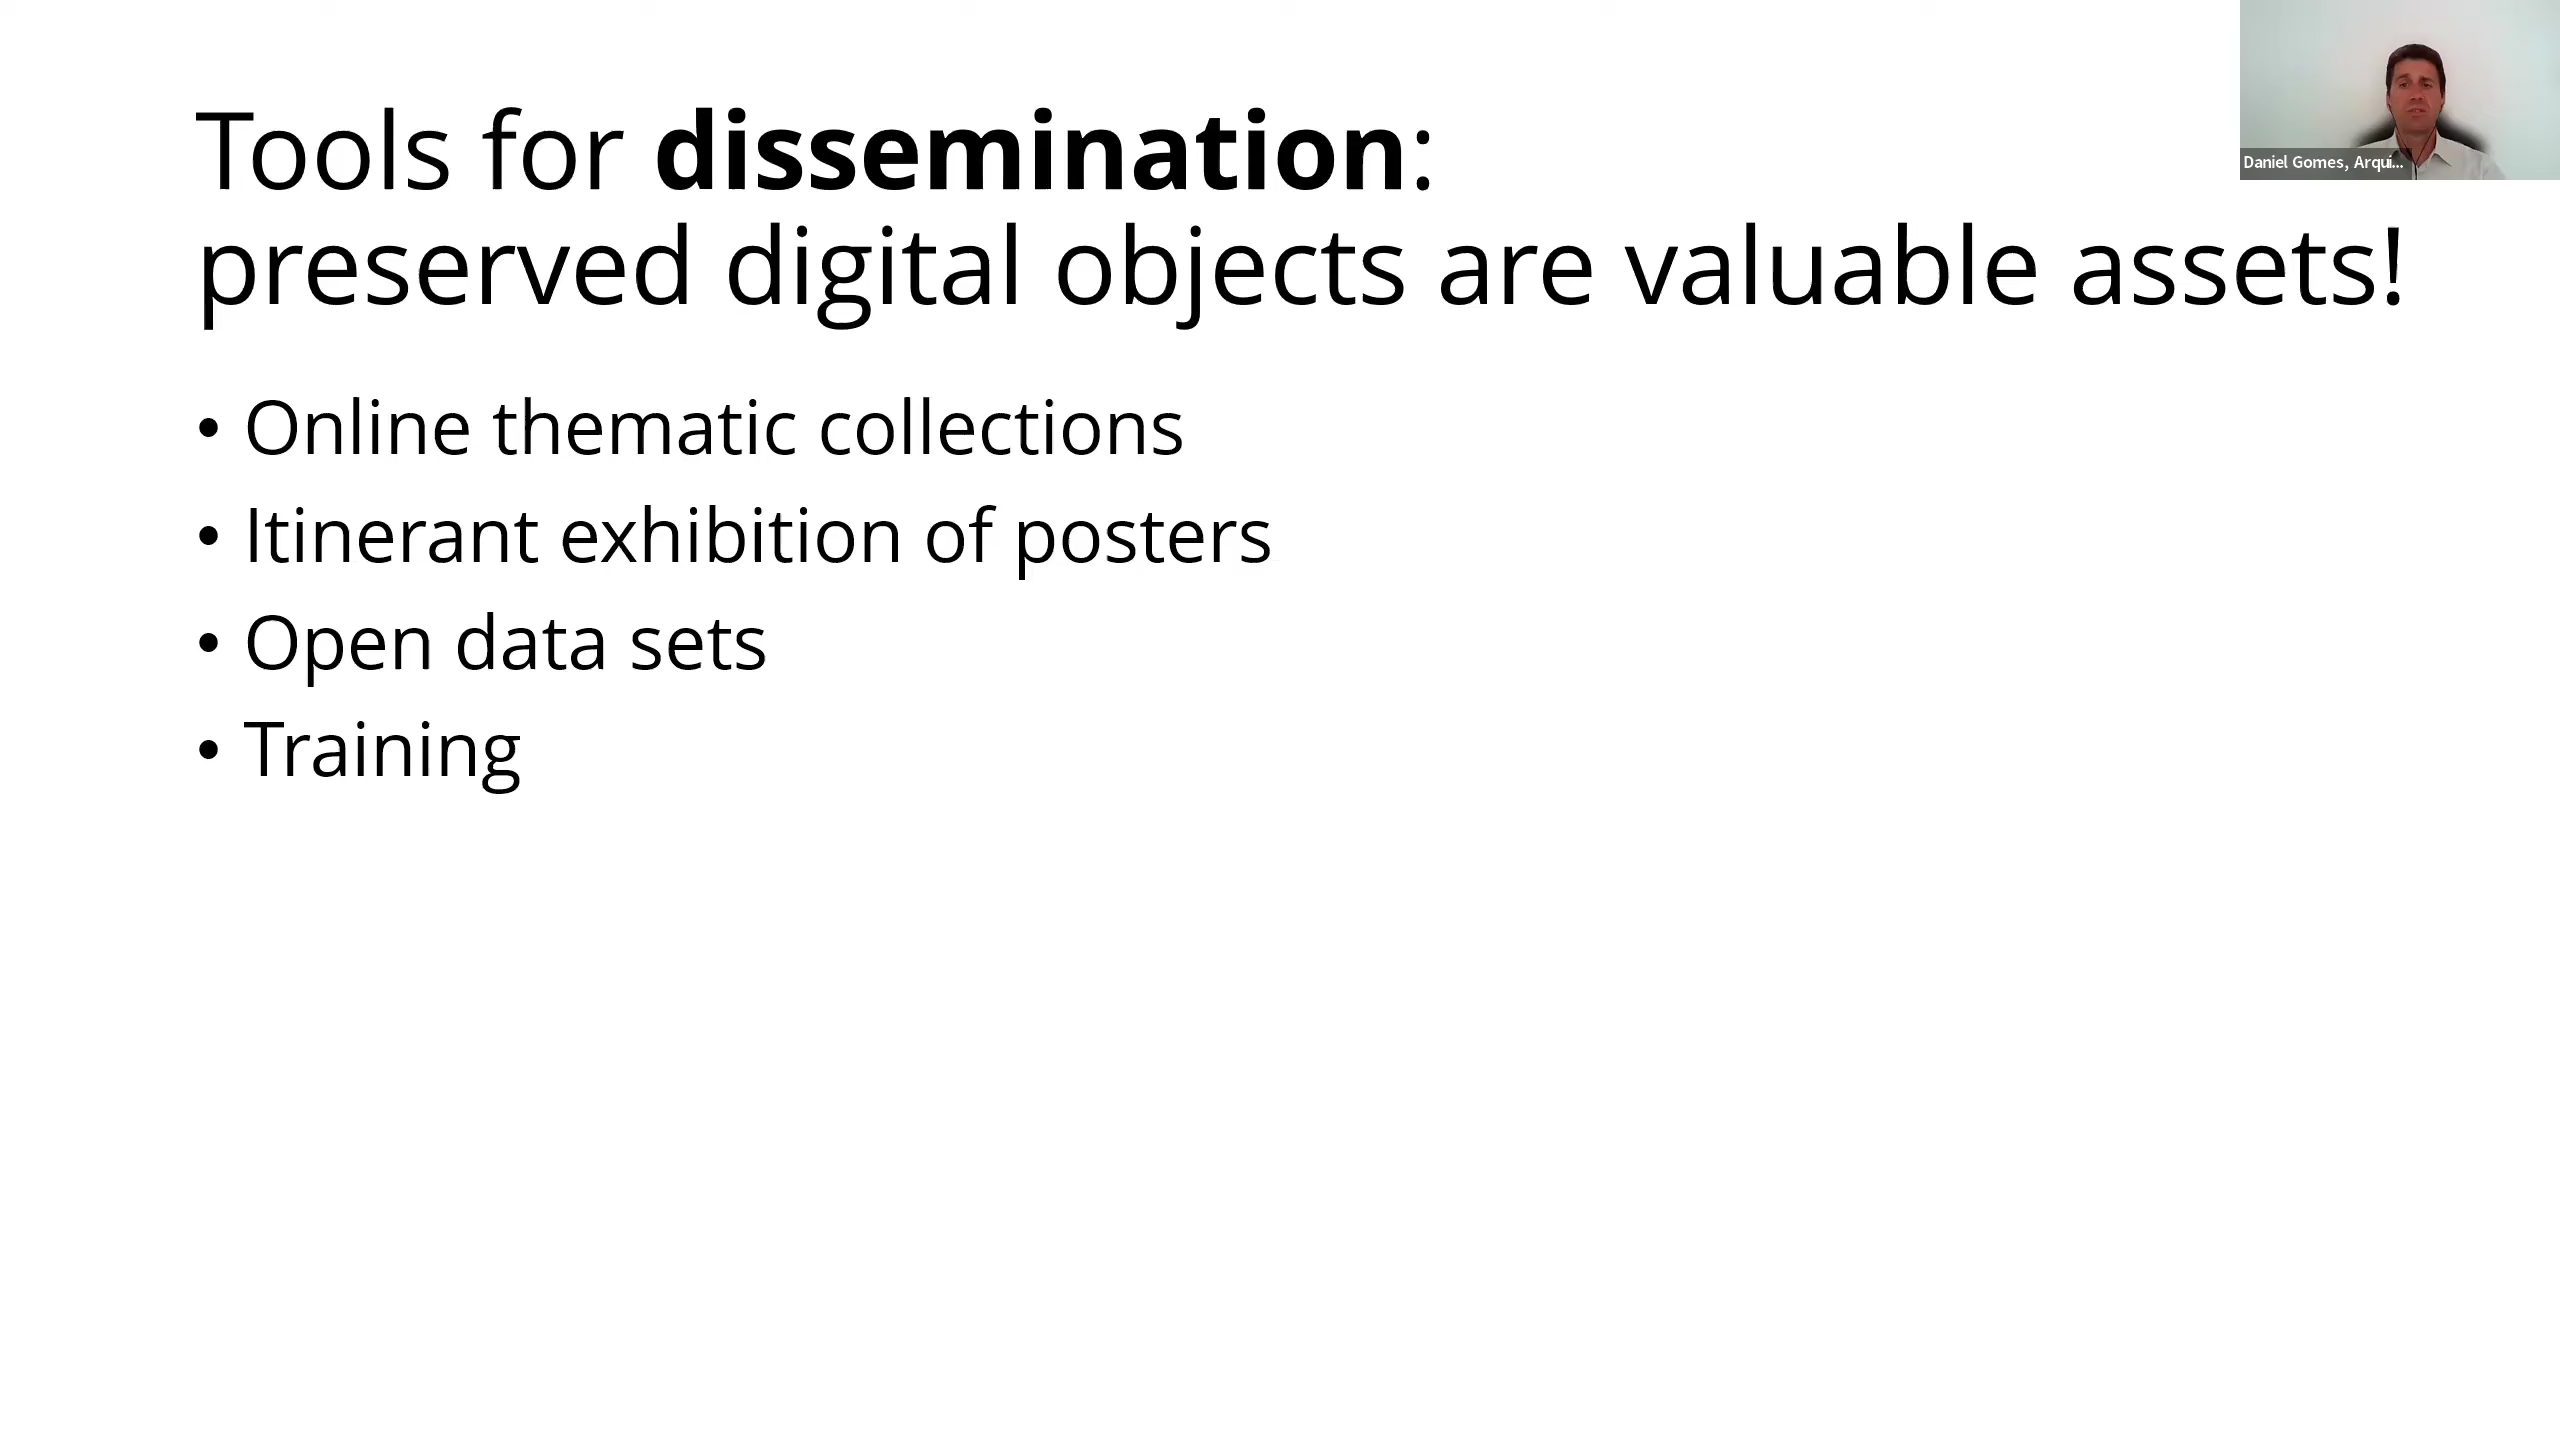 Tools for dissemination:
preserved digital objects are valuable assets!
• Online thematic collections
• Itinerant exhibition of posters
• Open data sets
• Training
Daniel Gomes, Arqui...